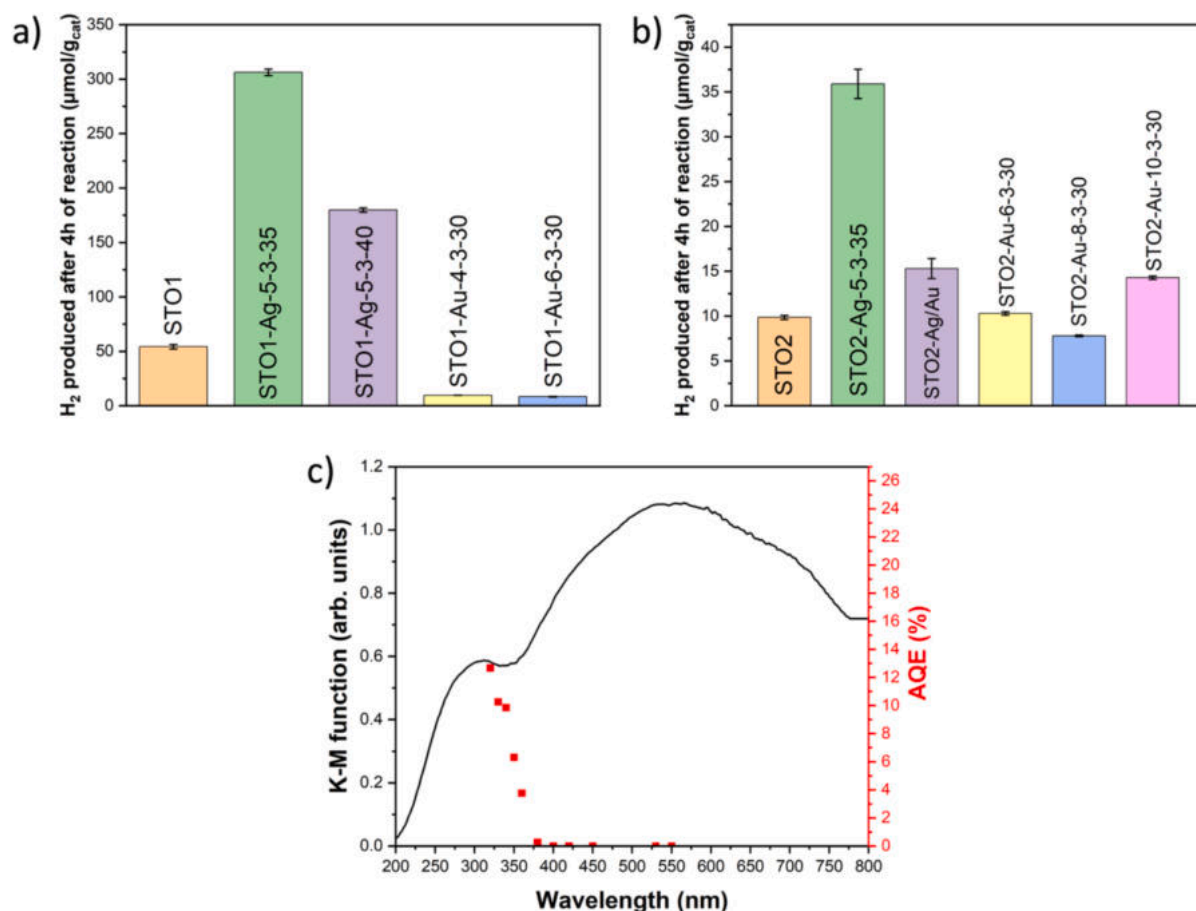 a)
H2 produced after 4h of reaction (μmol/gcat)
350
300
250
200
150
100
50
0
STO1
STO1-Ag-5-3-35
STO1-Ag-5-3-40
STO1-Au-4-3-30
STO1-Au-6-3-30
b)
H2 produced after 4h of reaction (μmol/gcat)
40
35
30
25
20
15
10
5
0
STO2
STO2-Ag-5-3-35
STO2-Ag/Au
STO2-Au-6-3-30
STO2-Au-8-3-30
STO2-Au-10-3-30
c)
K-M function (arb. units)
1.2
1.0
0.8
0.6
0.4
0.2
0.0
26
24
22
20
18
16
14
12
10
8
6
4
2
0
AQE (%)
200 250 300 350 400 450 500 550 600 650 700 750 800
Wavelength (nm)